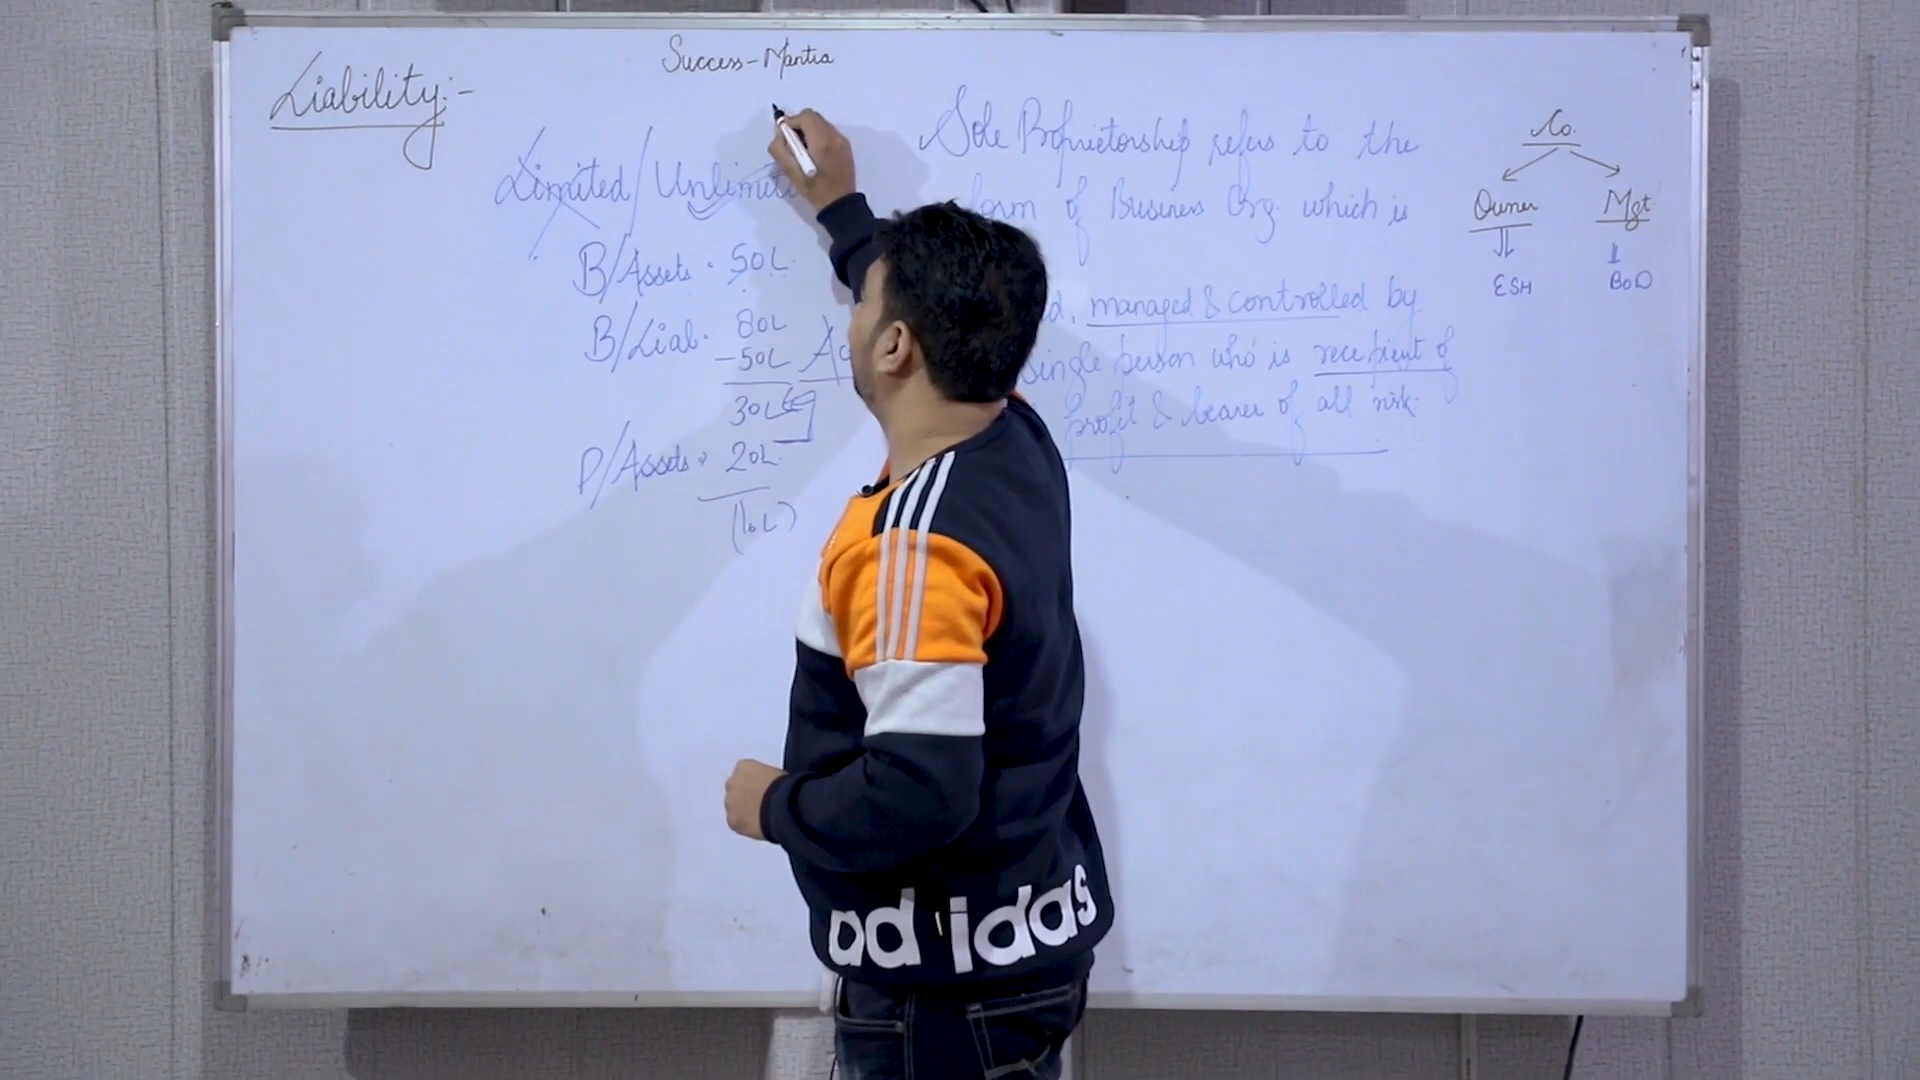 Success-Mantra
Liability:-
Limited/Unlimit
B/Assets 50L
B/Liab. 80L
-50L
30L
P/Assets 20L
(10L)
Sole Proprietorship refers to the
form of Business Org. which is
managed & controlled by
single person who is recepient of
profit & bearer of all risk.
Co.
Owner
Mgt.
ESH
BOD
adidas